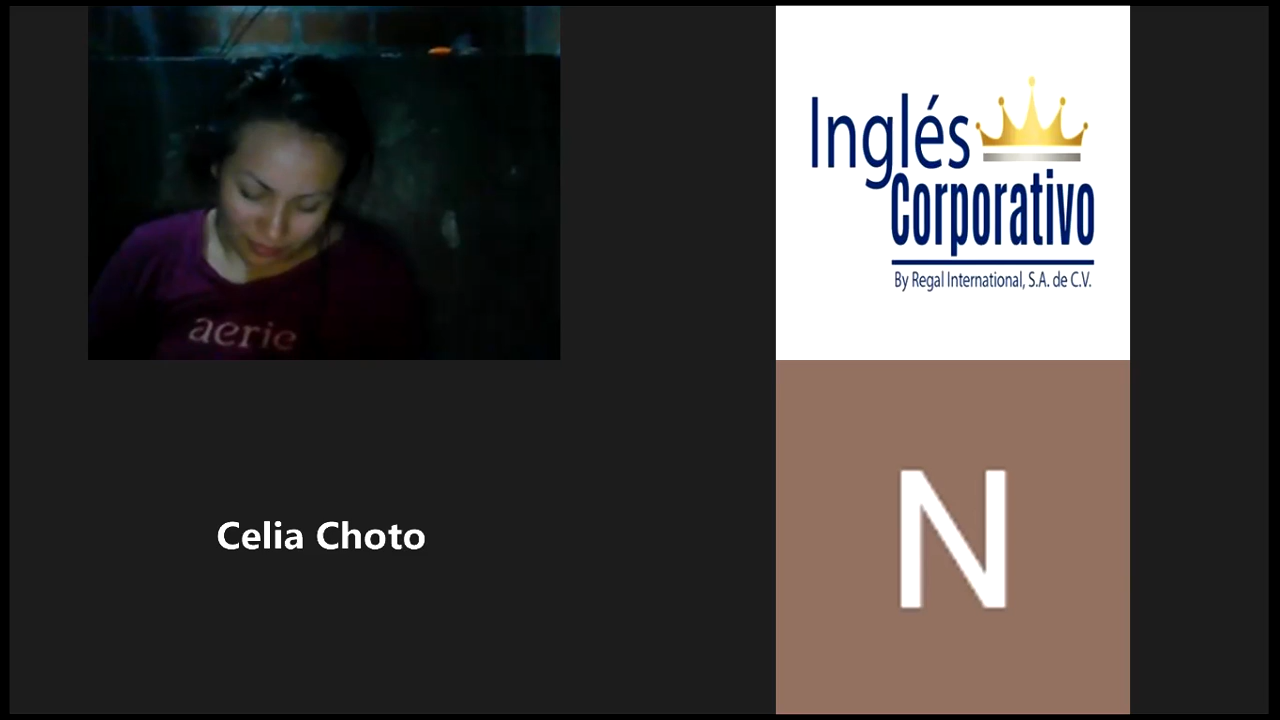 aerie
Inglés
Corporativo
By Regal International, S.A. de C.V.
Celia Choto
N